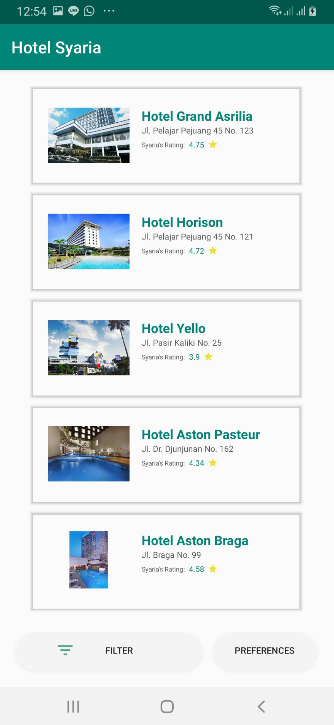 12:54
Hotel Syaria
Hotel Grand Asrilia
Jl. Pelajar Pejuang 45 No. 123
Syaria's Rating: 4.75
Hotel Horison
Jl. Pelajar Pejuang 45 No. 121
Syaria's Rating: 4.72
Hotel Yello
Jl. Pasir Kaliki No. 25
Syaria's Rating: 3.9
Hotel Aston Pasteur
Jl. Dr. Djunjunan No. 162
Syaria's Rating: 4.34
Hotel Aston Braga
Jl. Braga No. 99
Syaria's Rating: 4.58
FILTER
PREFERENCES